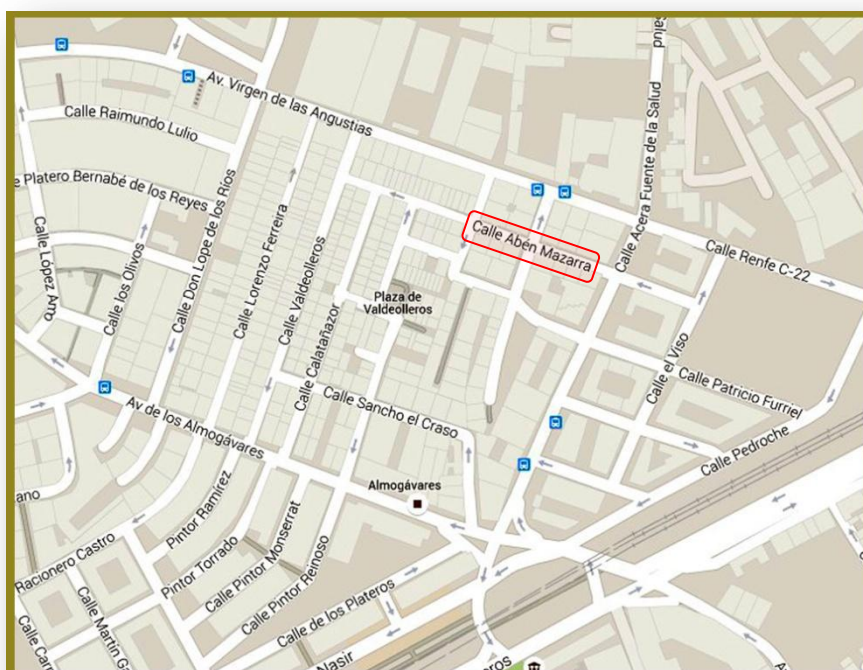 Salud
Av. Virgen de las Angustias
Calle Raimundo Lulio
Platero Bernabé de los Reyes
Calle López Amo
Calle los Olivos
Calle Don Lope de los Ríos
Calle Lorenzo Ferreira
Calle Valdeolleros
Calle Abén Mazarra
Calle Acera Fuente de la Salud
Calle Renfe C-22
Plaza de
Valdeolleros
Calle Calatañazor
Calle el Viso
Calle Patricio Furriel
Calle Sancho el Craso
Av de los Almogávares
Calle Pedroche
Almogávares
Pintor Ramírez
Pintor Torrado
Calle Pintor Monserrat
Calle Pintor Reinoso
Racionero Castro
Calle Martín
Calle de los Plateros
Nasir